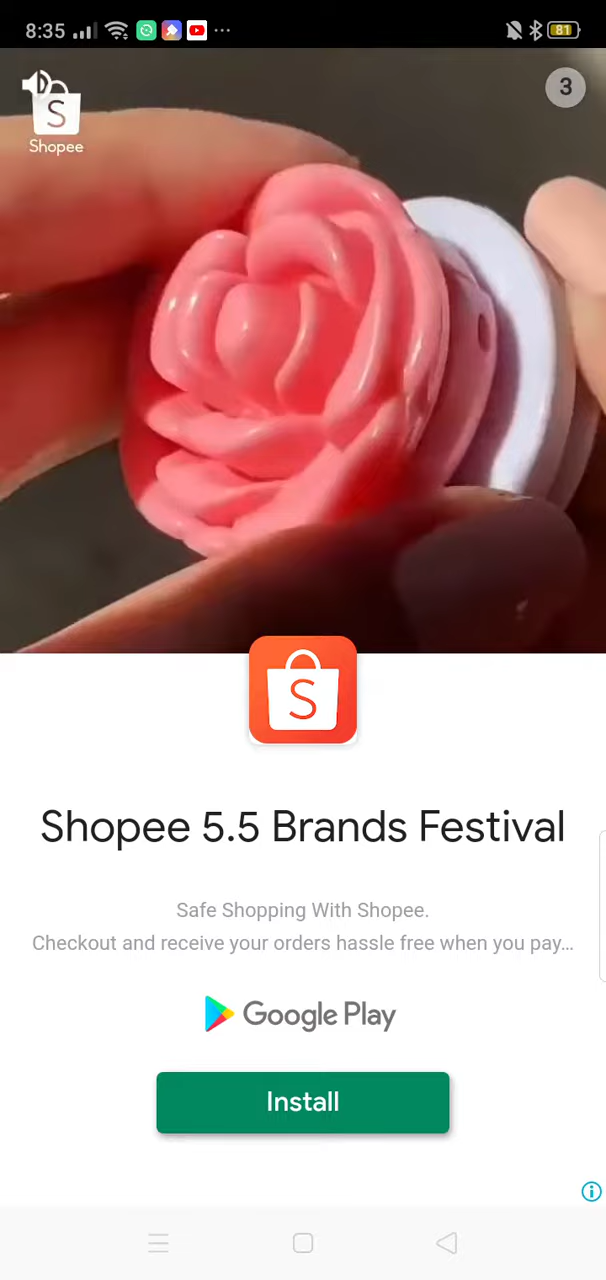 8:35
81
3
S
Shopee
S
Shopee 5.5 Brands Festival
Safe Shopping With Shopee.
Checkout and receive your orders hassle free when you pay...
Google Play
Install